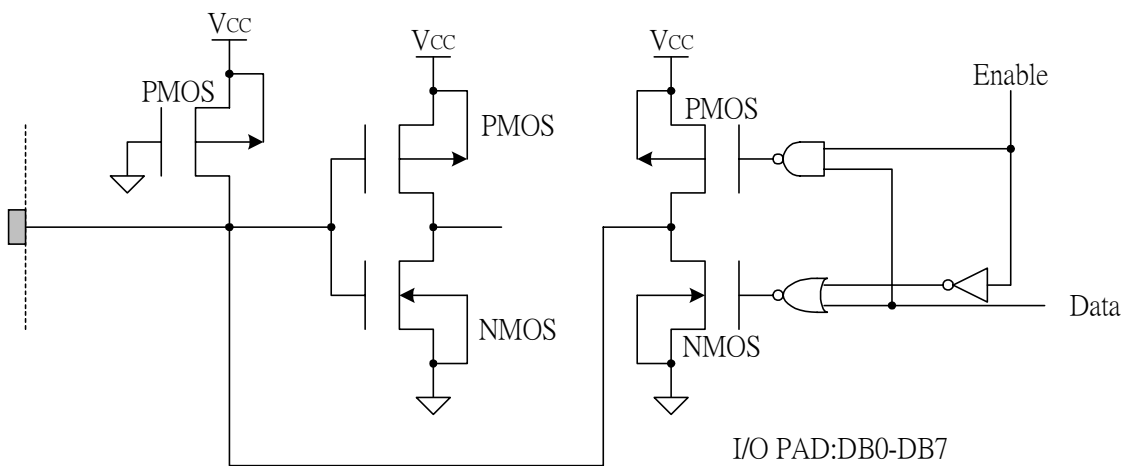 VCC
VCC
VCC
Enable
PMOS
PMOS
PMOS
NMOS
NMOS
Data
I/O PAD:DB0-DB7